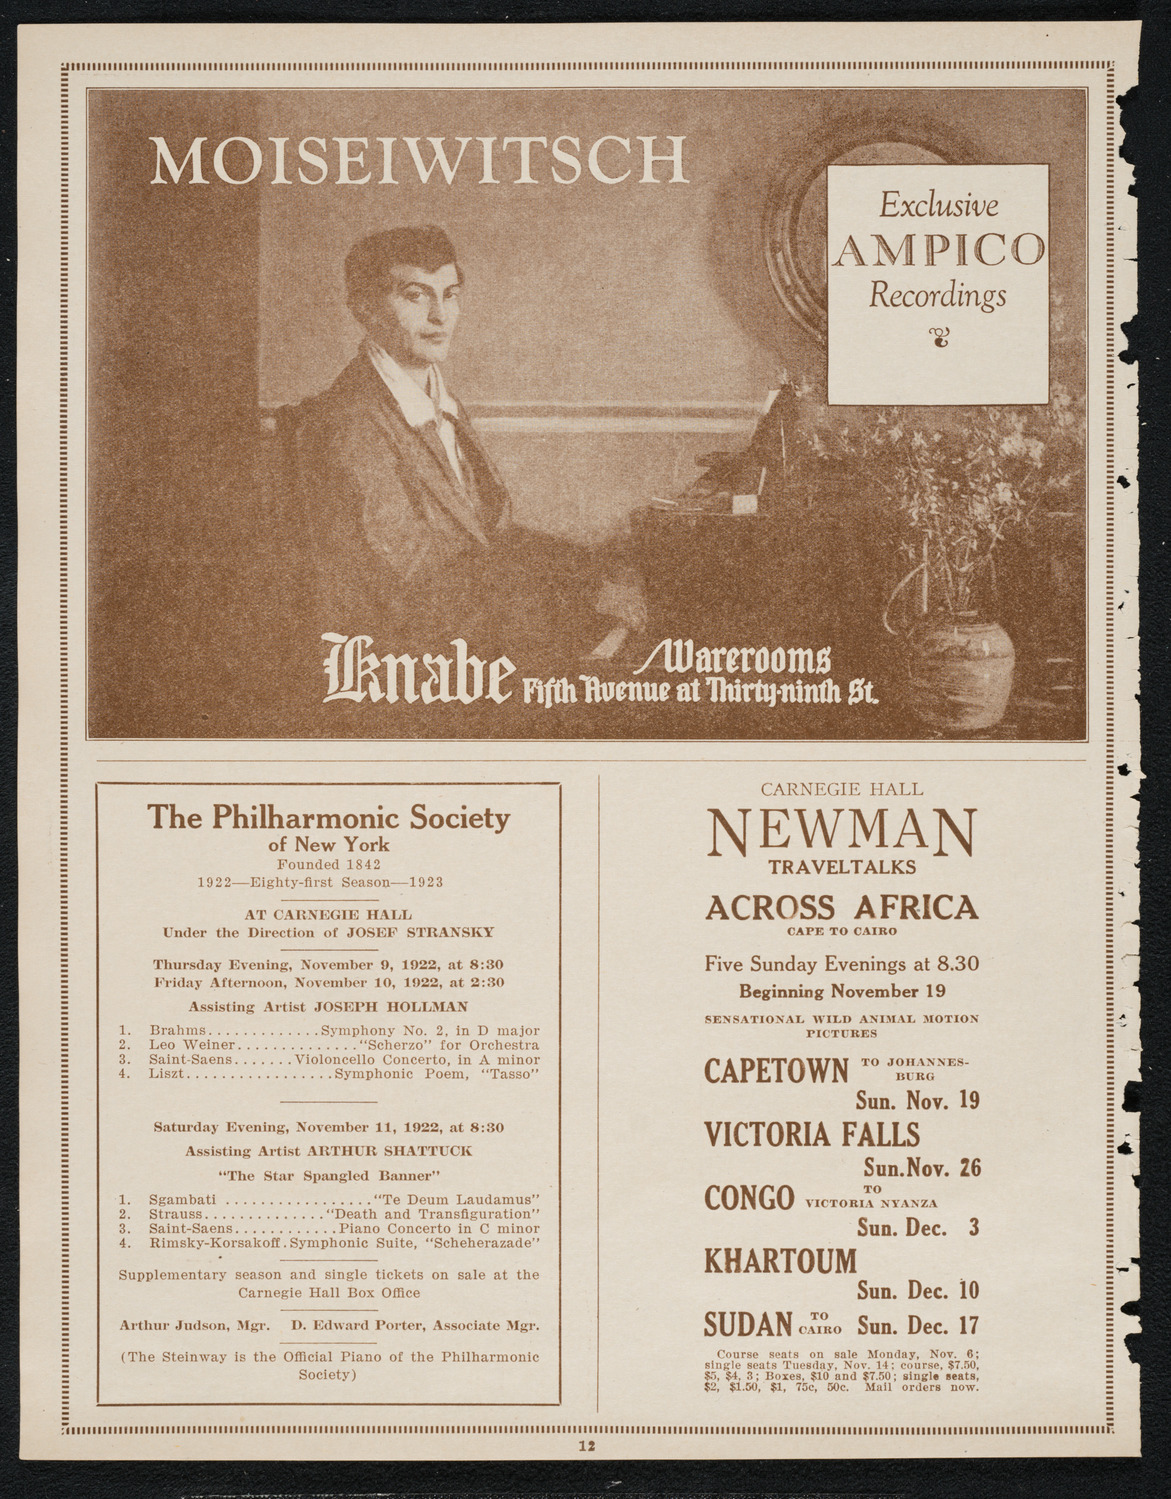 MOISEIWITSCH
Exclusive
AMPICO
Recordings
Knabe Warerooms
Fifth Avenue at Thirty-ninth St.
The Philharmonic Society
of New York
Founded 1842
1922—Eighty-first Season—1923
AT CARNEGIE HALL
Under the Direction of JOSEF STRANSKY
Thursday Evening, November 9, 1922, at 8:30
Friday Afternoon, November 10, 1922, at 2:30
Assisting Artist JOSEPH HOLLMAN
1. Brahms.............Symphony No. 2, in D major
2. Leo Weiner..............“Scherzo” for Orchestra
3. Saint-Saens.......Violoncello Concerto, in A minor
4. Liszt.................Symphonic Poem, “Tasso”
Saturday Evening, November 11, 1922, at 8:30
Assisting Artist ARTHUR SHATTUCK
“The Star Spangled Banner”
1. Sgambati .................“Te Deum Laudamus”
2. Strauss..............“Death and Transfiguration”
3. Saint-Saens............Piano Concerto in C minor
4. Rimsky-Korsakoff.Symphonic Suite, “Scheherazade”
Supplementary season and single tickets on sale at the
Carnegie Hall Box Office
Arthur Judson, Mgr. D. Edward Porter, Associate Mgr.
(The Steinway is the Official Piano of the Philharmonic
Society)
CARNEGIE HALL
NEWMAN
TRAVELTALKS
ACROSS AFRICA
CAPE TO CAIRO
Five Sunday Evenings at 8.30
Beginning November 19
SENSATIONAL WILD ANIMAL MOTION
PICTURES
CAPETOWN TO JOHANNES-
BURG
Sun. Nov. 19
VICTORIA FALLS
Sun. Nov. 26
CONGO TO
VICTORIA NYANZA
Sun. Dec. 3
KHARTOUM
Sun. Dec. 10
SUDAN TO CAIRO Sun. Dec. 17
Course seats on sale Monday, Nov. 6;
single seats Tuesday, Nov. 14; course, $7.50,
$5, $4, 3; Boxes, $10 and $7.50; single seats,
$2, $1.50, $1, 75c, 50c. Mail orders now.
12